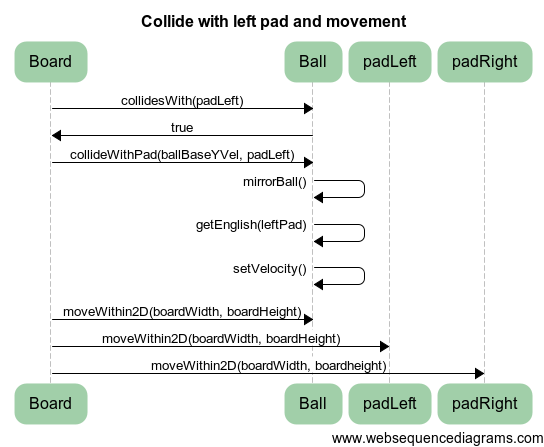 Collide with left pad and movement
Board Ball padLeft padRight
collidesWith(padLeft)
true
collideWithPad(ballBaseYVel, padLeft)
mirrorBall()
getEnglish(leftPad)
setVelocity()
moveWithin2D(boardWidth, boardHeight)
moveWithin2D(boardWidth, boardHeight)
moveWithin2D(boardWidth, boardheight)
Board Ball padLeft padRight
www.websequencediagrams.com